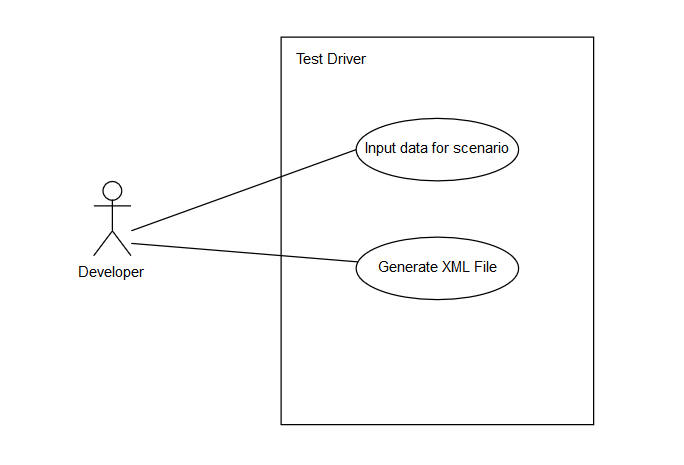 Test Driver
Input data for scenario
Generate XML File
Developer